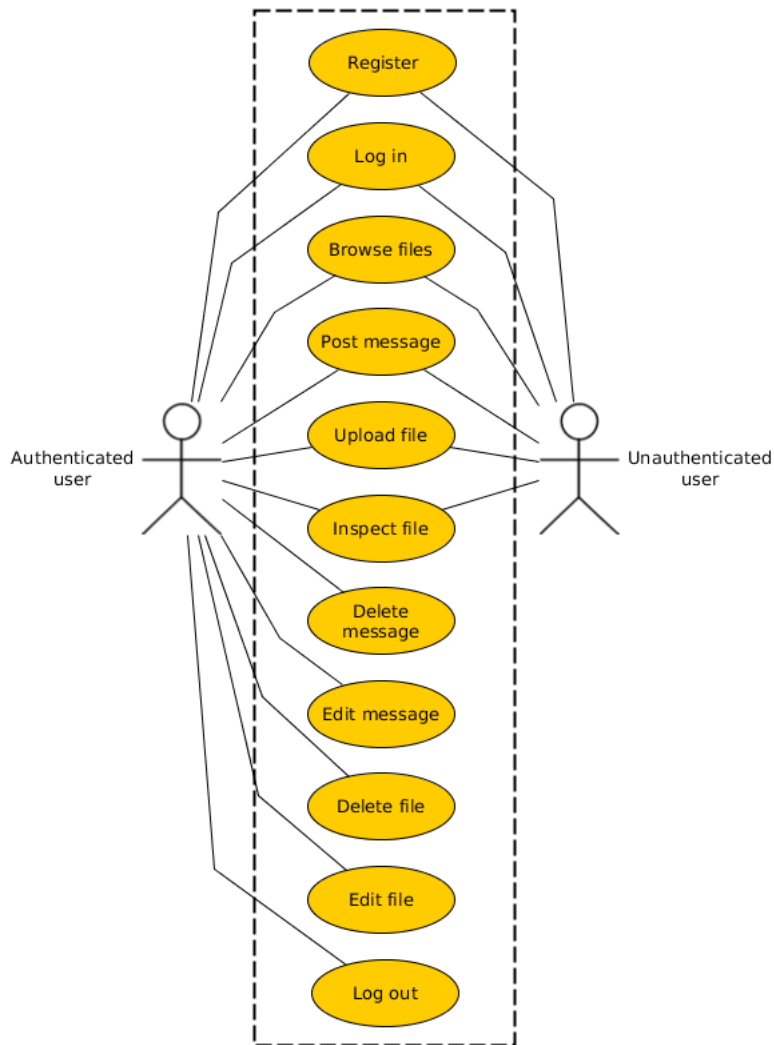 Register
Log in
Browse files
Post message
Upload file
Authenticated
user
Unauthenticated
user
Inspect file
Delete
message
Edit message
Delete file
Edit file
Log out